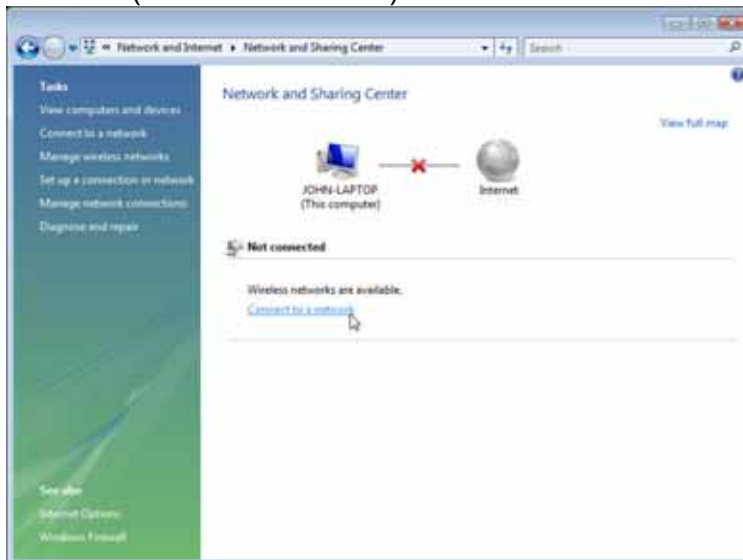 Network and Internet ▸ Network and Sharing Center
Search
Tasks
View computers and devices
Connect to a network
Manage wireless networks
Set up a connection or network
Manage network connections
Diagnose and repair
See also
Internet Options
Windows Firewall
Network and Sharing Center
View full map
JOHN-LAPTOP
(This computer)
Internet
Not connected
Wireless networks are available.
Connect to a network